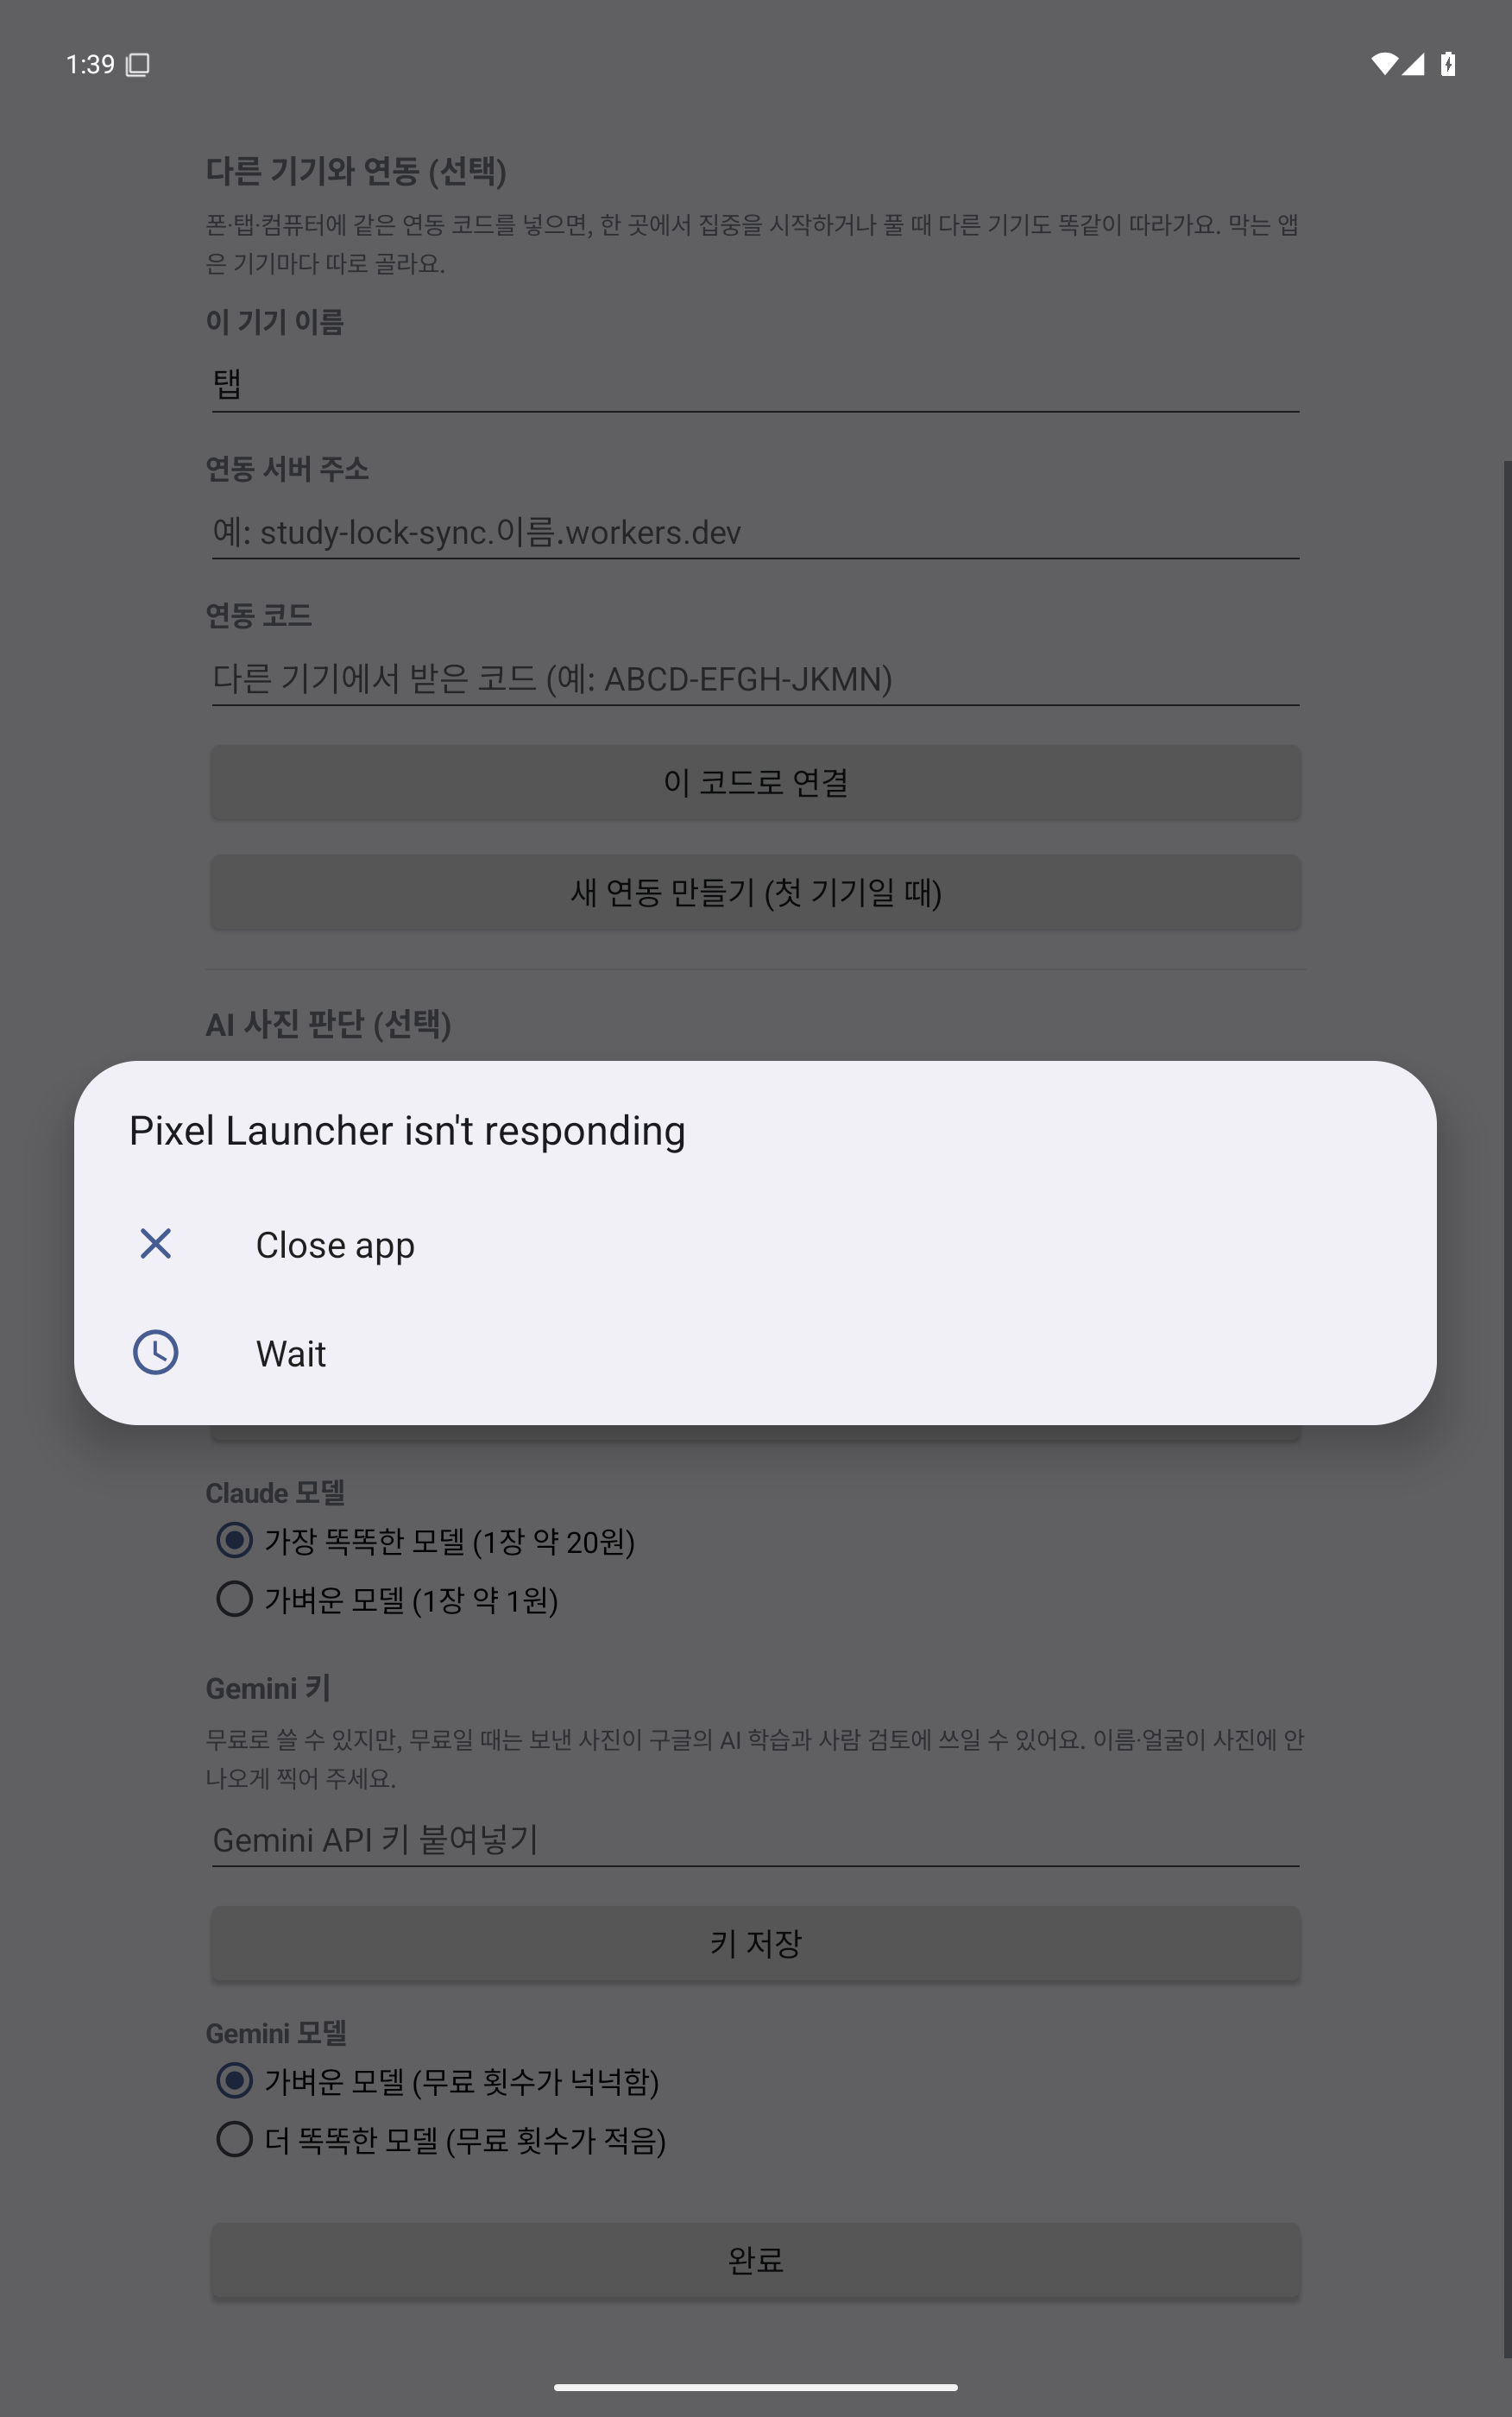 1:39
다른 기기와 연동 (선택)
폰·탭·컴퓨터에 같은 연동 코드를 넣으면, 한 곳에서 집중을 시작하거나 풀 때 다른 기기도 똑같이 따라가요. 막는 앱
은 기기마다 따로 골라요.
이 기기 이름
탭
연동 서버 주소
예: study-lock-sync.이름.workers.dev
연동 코드
다른 기기에서 받은 코드 (예: ABCD-EFGH-JKMN)
이 코드로 연결
새 연동 만들기 (첫 기기일 때)
AI 사진 판단 (선택)
Pixel Launcher isn't responding
Close app
Wait
Claude 모델
가장 똑똑한 모델 (1장 약 20원)
가벼운 모델 (1장 약 1원)
Gemini 키
무료로 쓸 수 있지만, 무료일 때는 보낸 사진이 구글의 AI 학습과 사람 검토에 쓰일 수 있어요. 이름·얼굴이 사진에 안
나오게 찍어 주세요.
Gemini API 키 붙여넣기
키 저장
Gemini 모델
가벼운 모델 (무료 횟수가 넉넉함)
더 똑똑한 모델 (무료 횟수가 적음)
완료